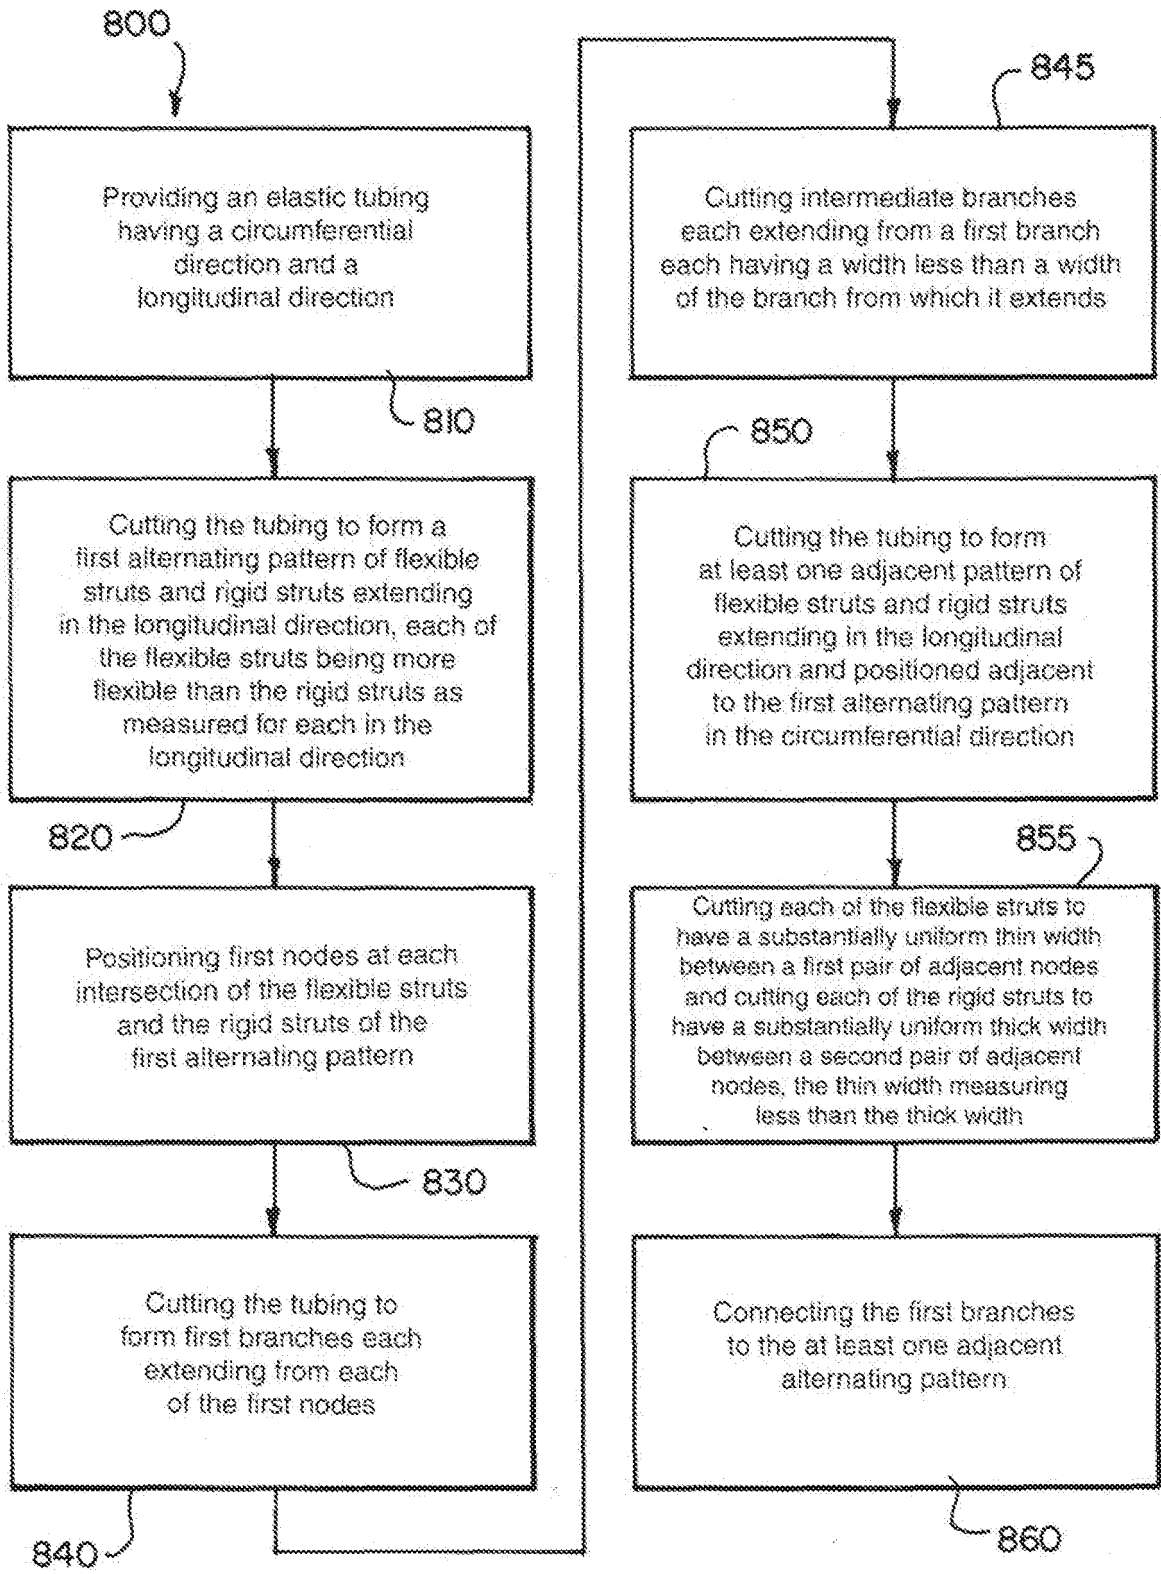 800
Providing an elastic tubing
having a circumferential
direction and a
longitudinal direction
810
Cutting the tubing to form a
first alternating pattern of flexible
struts and rigid struts extending
in the longitudinal direction, each of
the flexible struts being more
flexible than the rigid struts as
measured for each in the
longitudinal direction
820
Positioning first nodes at each
intersection of the flexible struts
and the rigid struts of the
first alternating pattern
830
Cutting the tubing to
form first branches each
extending from each
of the first nodes
840
845
Cutting intermediate branches
each extending from a first branch
each having a width less than a width
of the branch from which it extends
850
Cutting the tubing to form
at least one adjacent pattern of
flexible struts and rigid struts
extending in the longitudinal
direction and positioned adjacent
to the first alternating pattern
in the circumferential direction
855
Cutting each of the flexible struts to
have a substantially uniform thin width
between a first pair of adjacent nodes
and cutting each of the rigid struts to
have a substantially uniform thick width
between a second pair of adjacent
nodes, the thin width measuring
less than the thick width
Connecting the first branches
to the at least one adjacent
alternating pattern
860